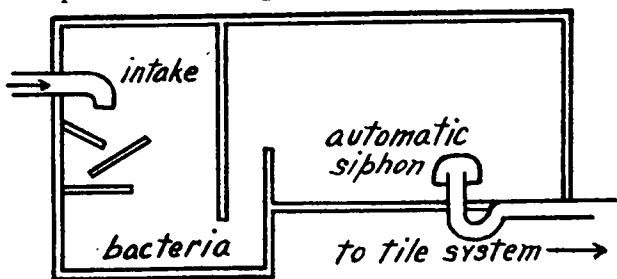 intake
automatic
siphon
bacteria
to tile system